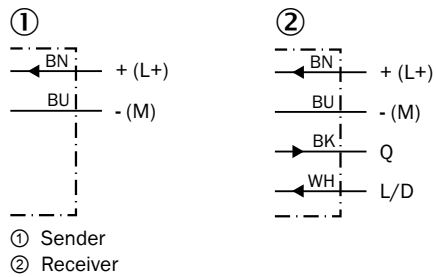 ① ②
BN + (L+) BN + (L+)
BU - (M) BU - (M)
BK Q
WH L/D
① Sender
② Receiver